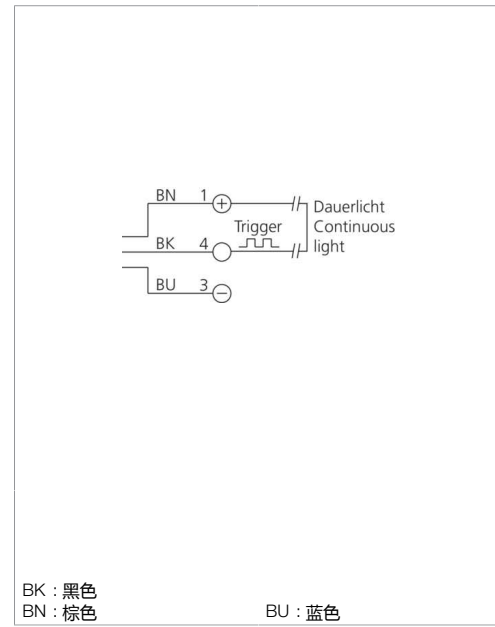 BN 1 +
Dauerlicht
Trigger
Continuous
BK 4
light
BU 3 −
BK：黑色
BN：棕色
BU：蓝色